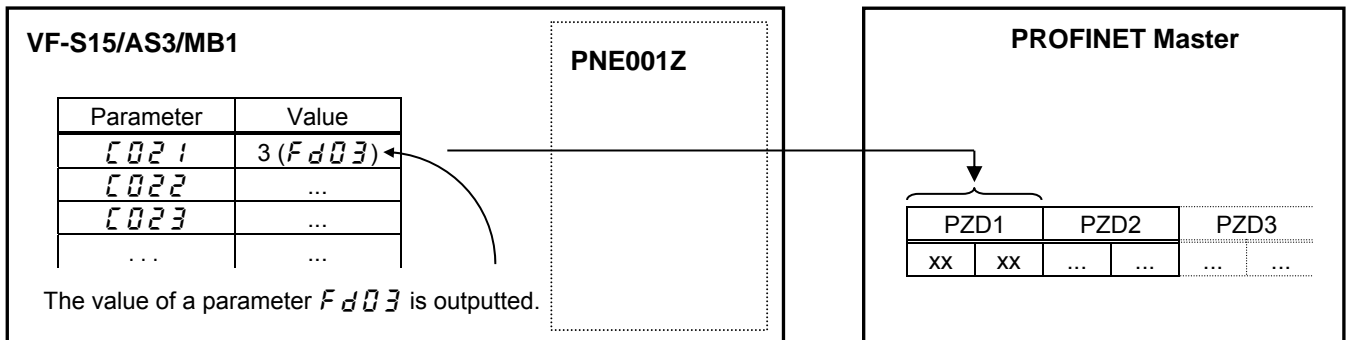 VF-S15/AS3/MB1
PNE001Z
Parameter Value
C021 3 (Fd03)
C022 ...
C023 ...
... ...
The value of a parameter Fd03 is outputted.
PROFINET Master
PZD1 PZD2 PZD3
xx xx ... ... ... ...